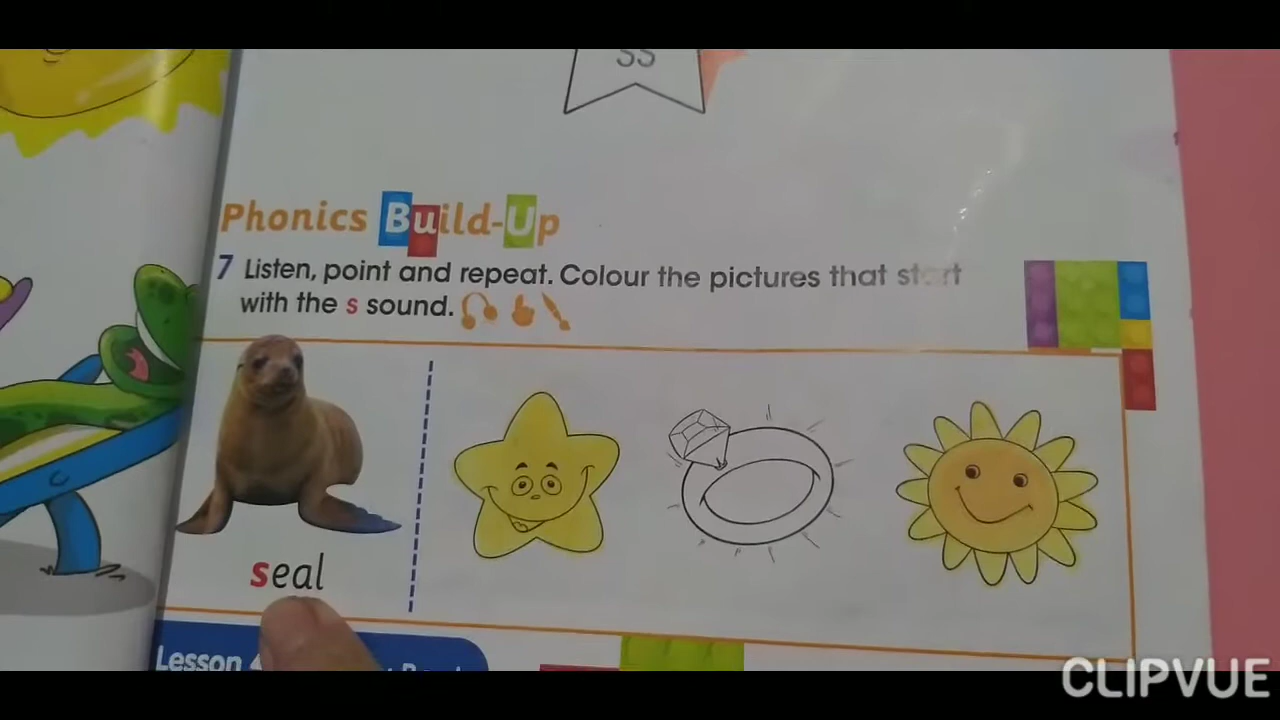 ss
Phonics Build-Up
7 Listen, point and repeat. Colour the pictures that start
with the s sound.
seal
Lesson 4
CLIPVUE